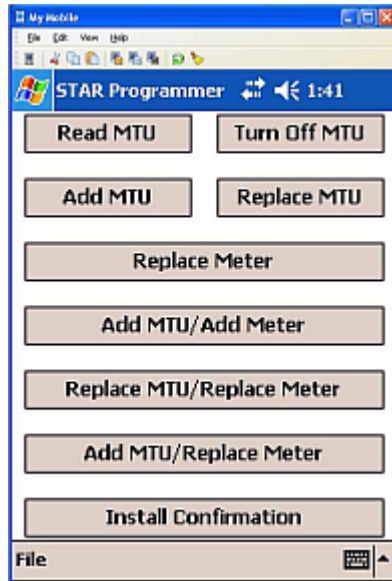 My Mobile
File Edit View Help
STAR Programmer 1:41
Read MTU Turn Off MTU
Add MTU Replace MTU
Replace Meter
Add MTU/Add Meter
Replace MTU/Replace Meter
Add MTU/Replace Meter
Install Confirmation
File